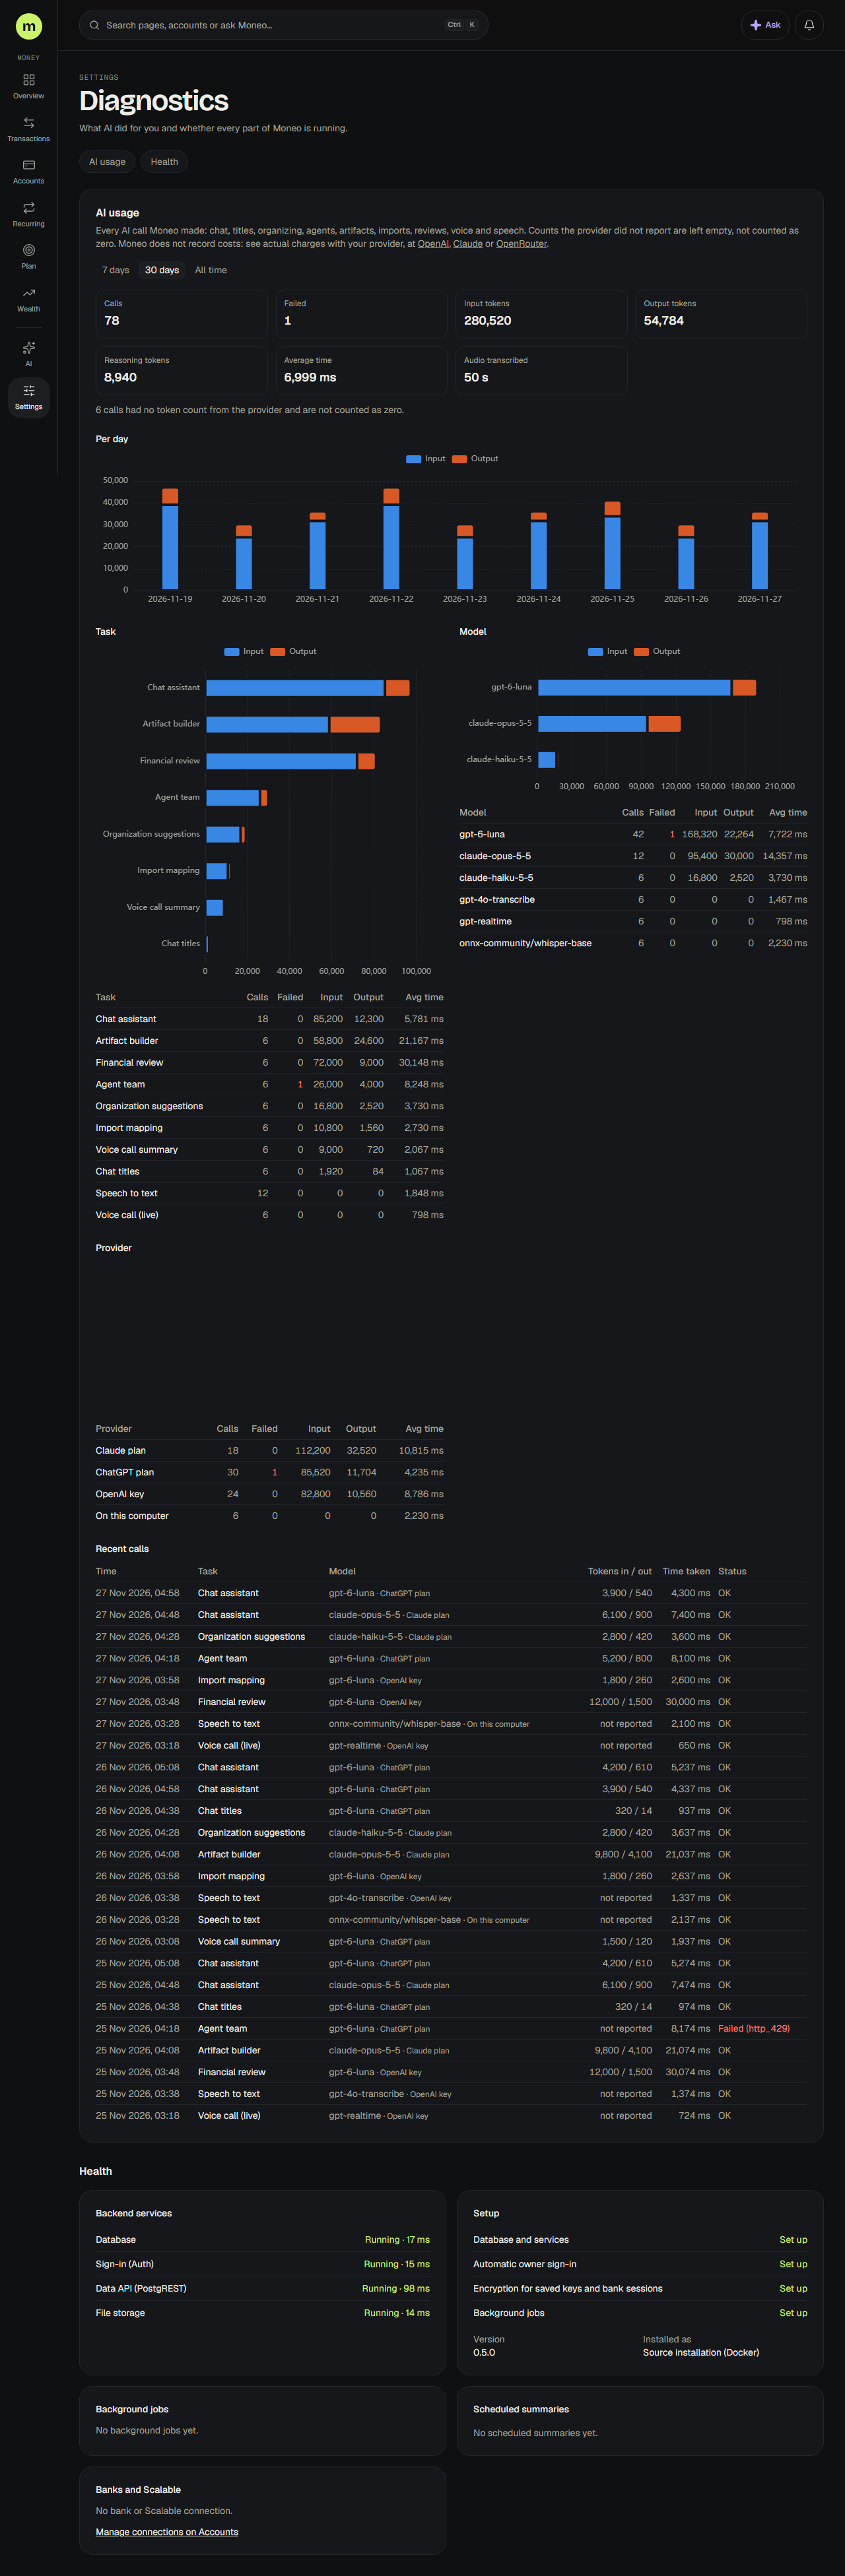 m
Search pages, accounts or ask Moneo...
Ctrl K
Ask
MONEY
Overview
Transactions
Accounts
Recurring
Plan
Wealth
AI
Settings
SETTINGS
Diagnostics
What AI did for you and whether every part of Moneo is running.
AI usage Health
AI usage
Every AI call Moneo made: chat, titles, organizing, agents, artifacts, imports, reviews, voice and speech. Counts the provider did not report are left empty, not counted as
zero. Moneo does not record costs: see actual charges with your provider, at OpenAI, Claude or OpenRouter.
7 days 30 days All time
Calls Failed Input tokens Output tokens
78 1 280,520 54,784
Reasoning tokens Average time Audio transcribed
8,940 6,999 ms 50 s
6 calls had no token count from the provider and are not counted as zero.
Per day
Input Output
50,000
40,000
30,000
20,000
10,000
0
2026-11-19 2026-11-20 2026-11-21 2026-11-22 2026-11-23 2026-11-24 2026-11-25 2026-11-26 2026-11-27
Task
Input Output
Chat assistant
Artifact builder
Financial review
Agent team
Organization suggestions
Import mapping
Voice call summary
Chat titles
0 20,000 40,000 60,000 80,000 100,000
Task Calls Failed Input Output Avg time
Chat assistant 18 0 85,200 12,300 5,781 ms
Artifact builder 6 0 58,800 24,600 21,167 ms
Financial review 6 0 72,000 9,000 30,148 ms
Agent team 6 1 26,000 4,000 8,248 ms
Organization suggestions 6 0 16,800 2,520 3,730 ms
Import mapping 6 0 10,800 1,560 2,730 ms
Voice call summary 6 0 9,000 720 2,067 ms
Chat titles 6 0 1,920 84 1,067 ms
Speech to text 12 0 0 0 1,848 ms
Voice call (live) 6 0 0 0 798 ms
Model
Input Output
gpt-6-luna
claude-opus-5-5
claude-haiku-5-5
0 30,000 60,000 90,000 120,000 150,000 180,000 210,000
Model Calls Failed Input Output Avg time
gpt-6-luna 42 1 168,320 22,264 7,722 ms
claude-opus-5-5 12 0 95,400 30,000 14,357 ms
claude-haiku-5-5 6 0 16,800 2,520 3,730 ms
gpt-4o-transcribe 6 0 0 0 1,467 ms
gpt-realtime 6 0 0 0 798 ms
onnx-community/whisper-base 6 0 0 0 2,230 ms
Provider
Provider Calls Failed Input Output Avg time
Claude plan 18 0 112,200 32,520 10,815 ms
ChatGPT plan 30 1 85,520 11,704 4,235 ms
OpenAI key 24 0 82,800 10,560 8,786 ms
On this computer 6 0 0 0 2,230 ms
Recent calls
Time Task Model Tokens in / out Time taken Status
27 Nov 2026, 04:58 Chat assistant gpt-6-luna · ChatGPT plan 3,900 / 540 4,300 ms OK
27 Nov 2026, 04:48 Chat assistant claude-opus-5-5 · Claude plan 6,100 / 900 7,400 ms OK
27 Nov 2026, 04:28 Organization suggestions claude-haiku-5-5 · Claude plan 2,800 / 420 3,600 ms OK
27 Nov 2026, 04:18 Agent team gpt-6-luna · ChatGPT plan 5,200 / 800 8,100 ms OK
27 Nov 2026, 03:58 Import mapping gpt-6-luna · OpenAI key 1,800 / 260 2,600 ms OK
27 Nov 2026, 03:48 Financial review gpt-6-luna · OpenAI key 12,000 / 1,500 30,000 ms OK
27 Nov 2026, 03:28 Speech to text onnx-community/whisper-base · On this computer not reported 2,100 ms OK
27 Nov 2026, 03:18 Voice call (live) gpt-realtime · OpenAI key not reported 650 ms OK
26 Nov 2026, 05:08 Chat assistant gpt-6-luna · ChatGPT plan 4,200 / 610 5,237 ms OK
26 Nov 2026, 04:58 Chat assistant gpt-6-luna · ChatGPT plan 3,900 / 540 4,337 ms OK
26 Nov 2026, 04:38 Chat titles gpt-6-luna · ChatGPT plan 320 / 14 937 ms OK
26 Nov 2026, 04:28 Organization suggestions claude-haiku-5-5 · Claude plan 2,800 / 420 3,637 ms OK
26 Nov 2026, 04:08 Artifact builder claude-opus-5-5 · Claude plan 9,800 / 4,100 21,037 ms OK
26 Nov 2026, 03:58 Import mapping gpt-6-luna · OpenAI key 1,800 / 260 2,637 ms OK
26 Nov 2026, 03:38 Speech to text gpt-4o-transcribe · OpenAI key not reported 1,337 ms OK
26 Nov 2026, 03:28 Speech to text onnx-community/whisper-base · On this computer not reported 2,137 ms OK
26 Nov 2026, 03:08 Voice call summary gpt-6-luna · ChatGPT plan 1,500 / 120 1,937 ms OK
25 Nov 2026, 05:08 Chat assistant gpt-6-luna · ChatGPT plan 4,200 / 610 5,274 ms OK
25 Nov 2026, 04:48 Chat assistant claude-opus-5-5 · Claude plan 6,100 / 900 7,474 ms OK
25 Nov 2026, 04:38 Chat titles gpt-6-luna · ChatGPT plan 320 / 14 974 ms OK
25 Nov 2026, 04:18 Agent team gpt-6-luna · ChatGPT plan not reported 8,174 ms Failed (http_429)
25 Nov 2026, 04:08 Artifact builder claude-opus-5-5 · Claude plan 9,800 / 4,100 21,074 ms OK
25 Nov 2026, 03:48 Financial review gpt-6-luna · OpenAI key 12,000 / 1,500 30,074 ms OK
25 Nov 2026, 03:38 Speech to text gpt-4o-transcribe · OpenAI key not reported 1,374 ms OK
25 Nov 2026, 03:18 Voice call (live) gpt-realtime · OpenAI key not reported 724 ms OK
Health
Backend services
Database Running · 17 ms
Sign-in (Auth) Running · 15 ms
Data API (PostgREST) Running · 98 ms
File storage Running · 14 ms
Setup
Database and services Set up
Automatic owner sign-in Set up
Encryption for saved keys and bank sessions Set up
Background jobs Set up
Version Installed as
0.5.0 Source installation (Docker)
Background jobs
No background jobs yet.
Scheduled summaries
No scheduled summaries yet.
Banks and Scalable
No bank or Scalable connection.
Manage connections on Accounts